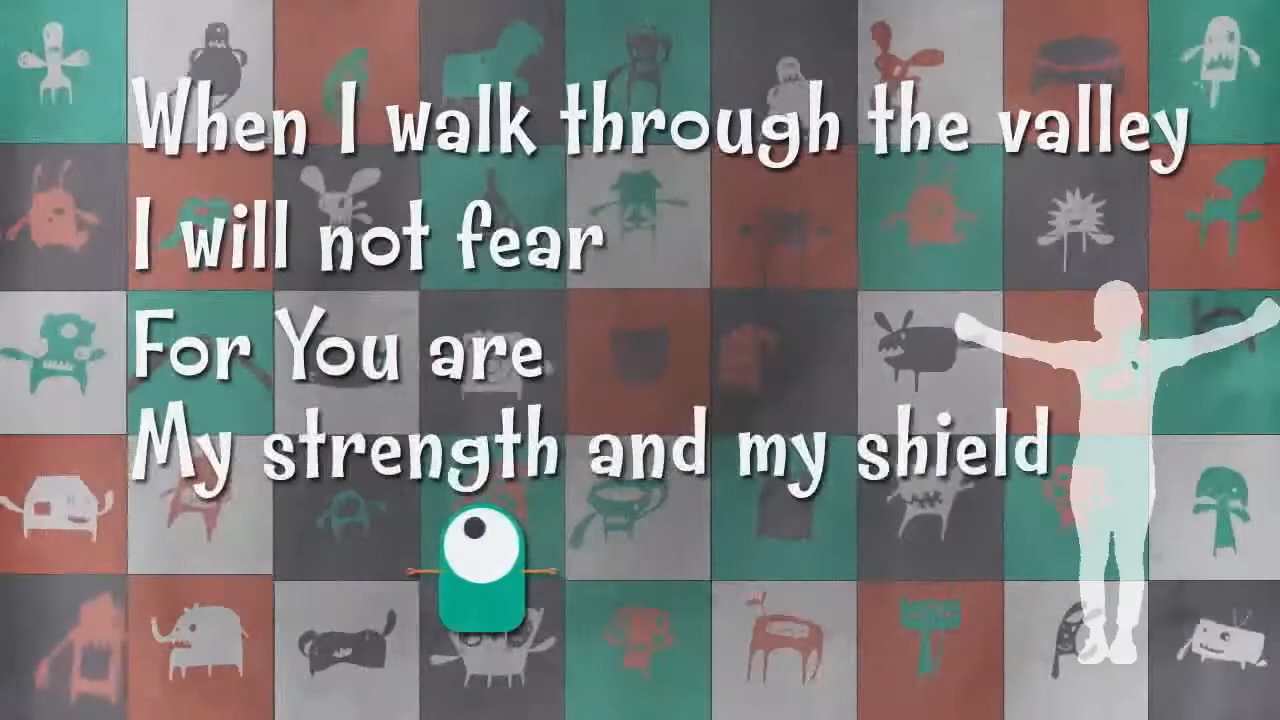 When I walk through the valley
I will not fear
For You are
My strength and my shield